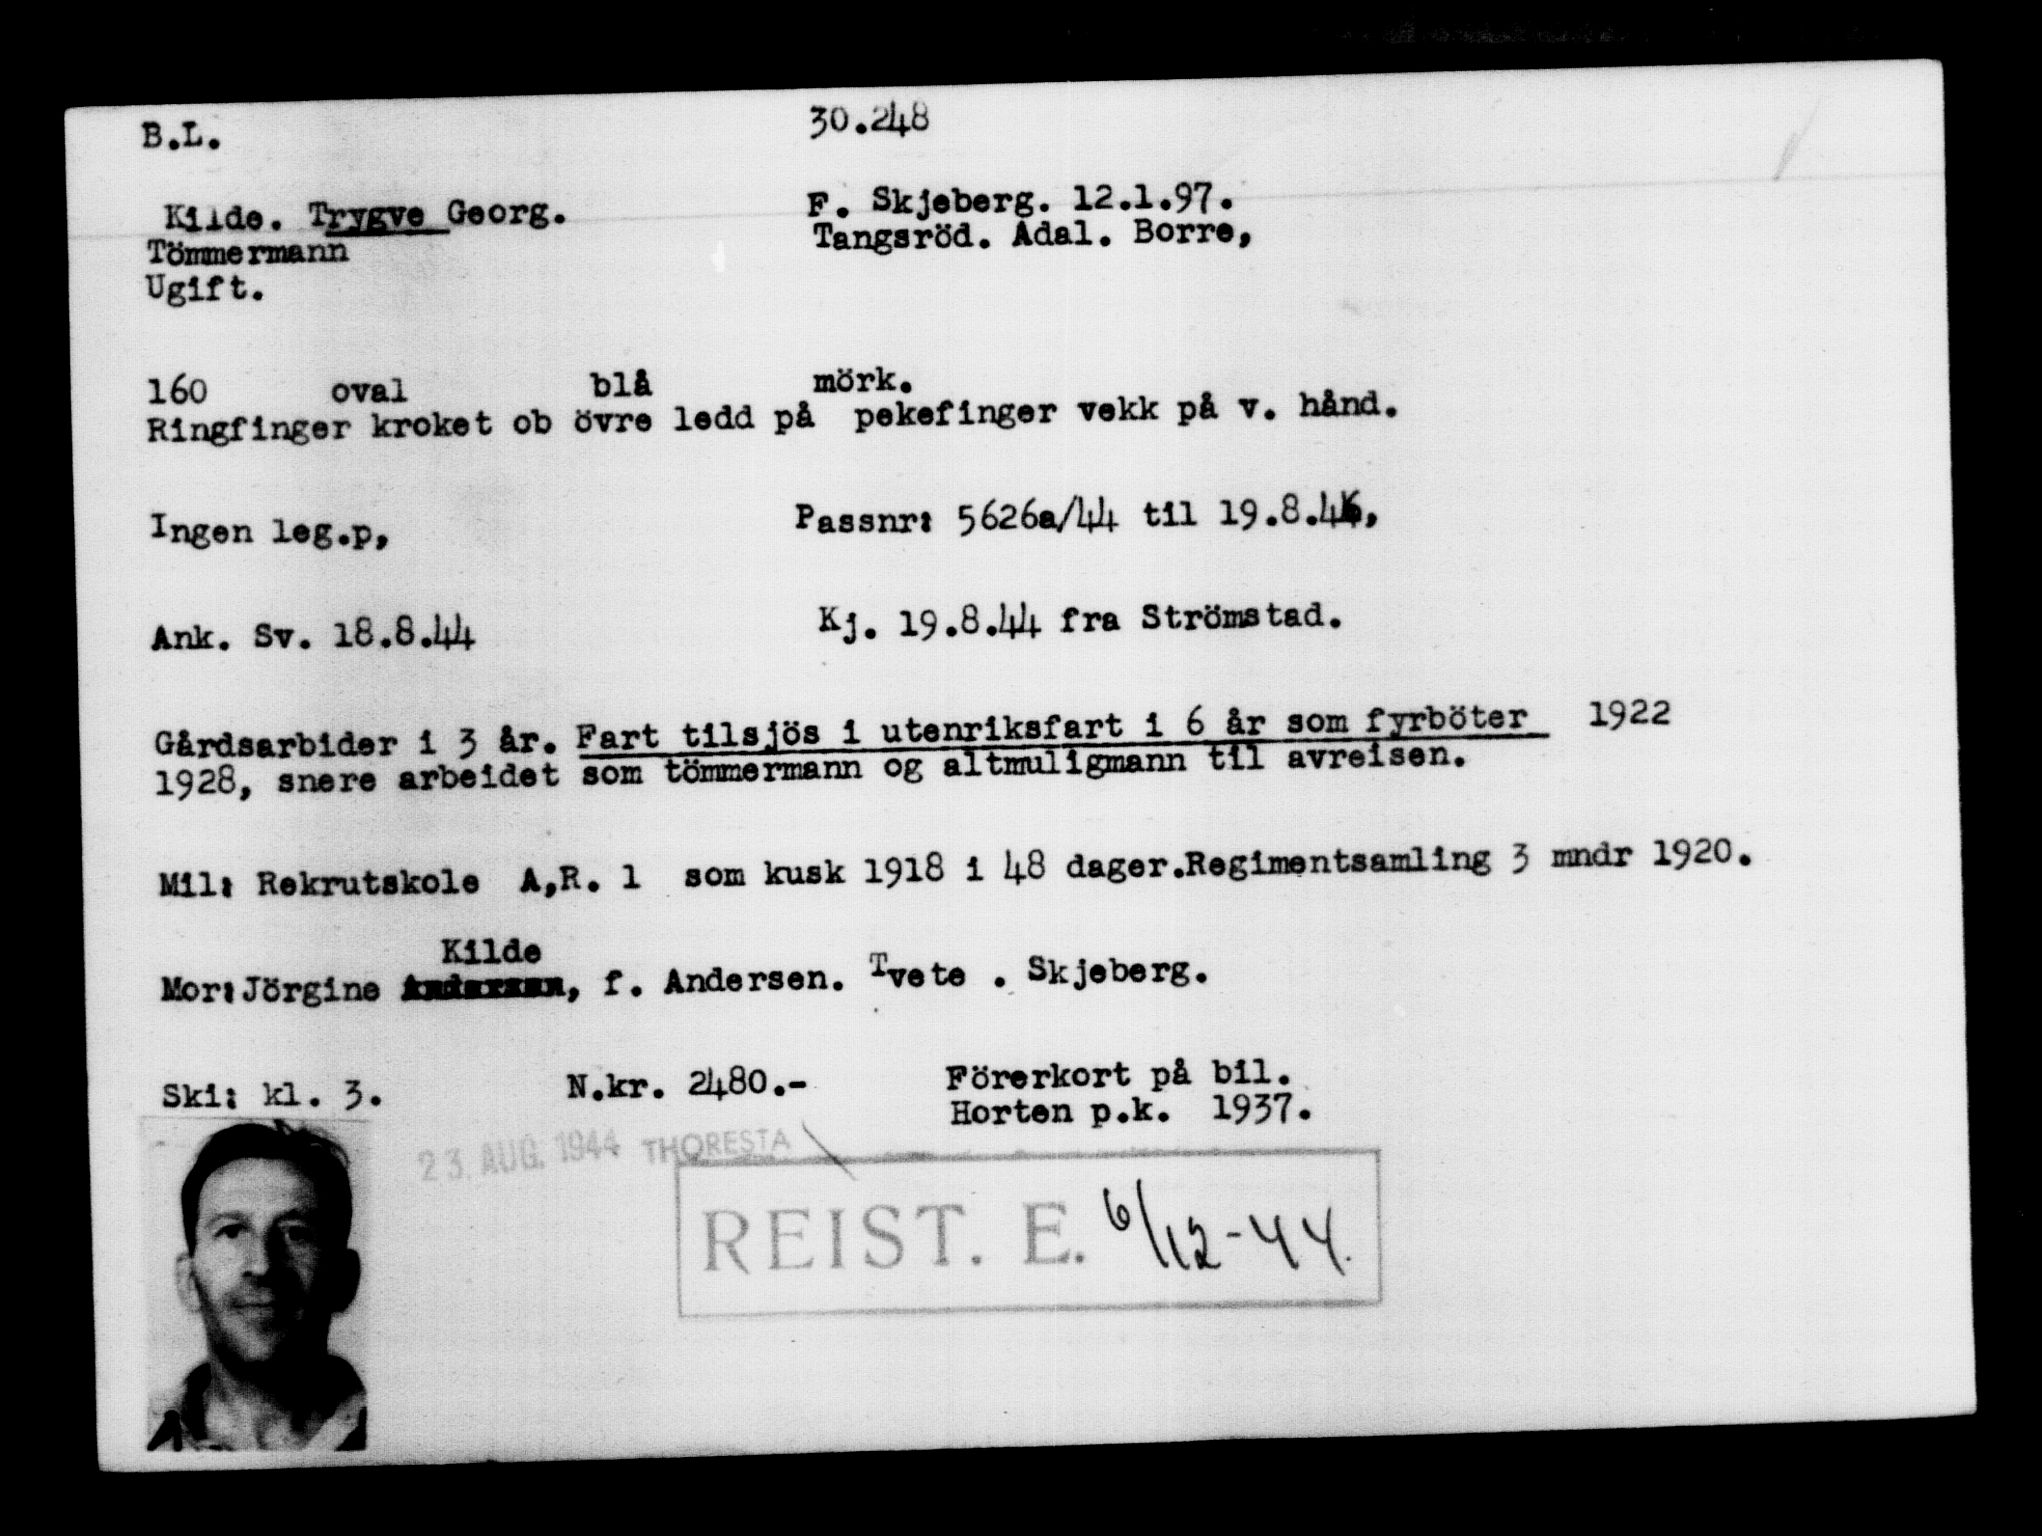 B.L. 30.248
Kilde. Trygve Georg. F. Skjeberg. 12.1.97.
Tömmermann Tangsröd. Adal. Borre,
Ugift.
160 oval blå mörk.
Ringfinger kroket ob övre ledd på pekefinger vekk på v. hånd.
Ingen leg.p, Passnr: 5626a/44 til 19.8.46,
Ank. Sv. 18.8.44 Kj. 19.8.44 fra Strömstad.
Gårdsarbider i 3 år. Fart tilsjös i utenriksfart i 6 år som fyrböter 1922
1928, snere arbeidet som tömmermann og altmuligmann til avreisen.
Mil: Rekrutskole A,R. 1 som kusk 1918 i 48 dager.Regimentsamling 3 mndr 1920.
Kilde
Mor:Jörgine Andersen, f. Andersen. Tvete . Skjeberg.
Ski: kl. 3. N.kr. 2480.- Förerkort på bil.
Horten p.k. 1937.
23. AUG. 1944 THORESTA
REIST. E. 6/12-44.